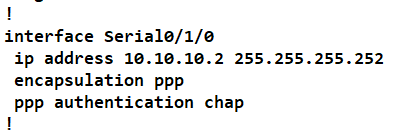 !
interface Serial0/1/0
 ip address 10.10.10.2 255.255.255.252
 encapsulation ppp
 ppp authentication chap
!